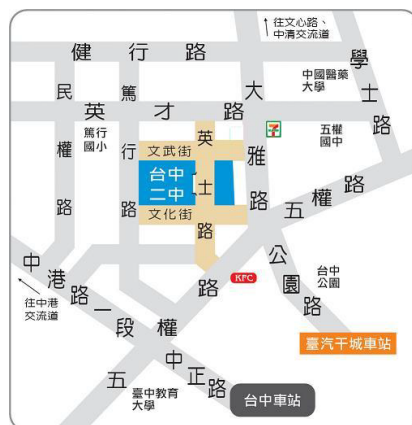 往文心路、
中清交流道
健行路
學士路
中國醫藥
大學
民權路
篤行路
大雅路
英才路
7
篤行
國小
五權
國中
英士路
文武街
台中
二中
文化街
五權路
公園路
台中
公園
KFC
中港路一段
往中港
交流道
臺汽干城車站
中正路
臺中教育
大學
台中車站